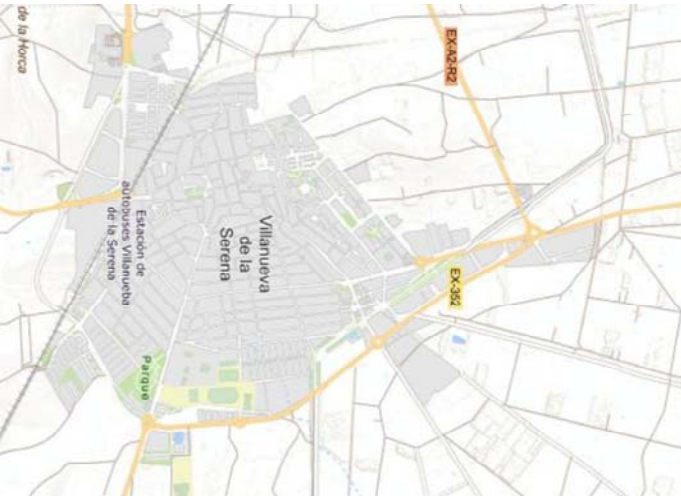 de la Horca
EX-A2-R2
Villanueva
de la
Serena
EX-352
Estación de
autobuses Villanueba
de la Serena
Parque